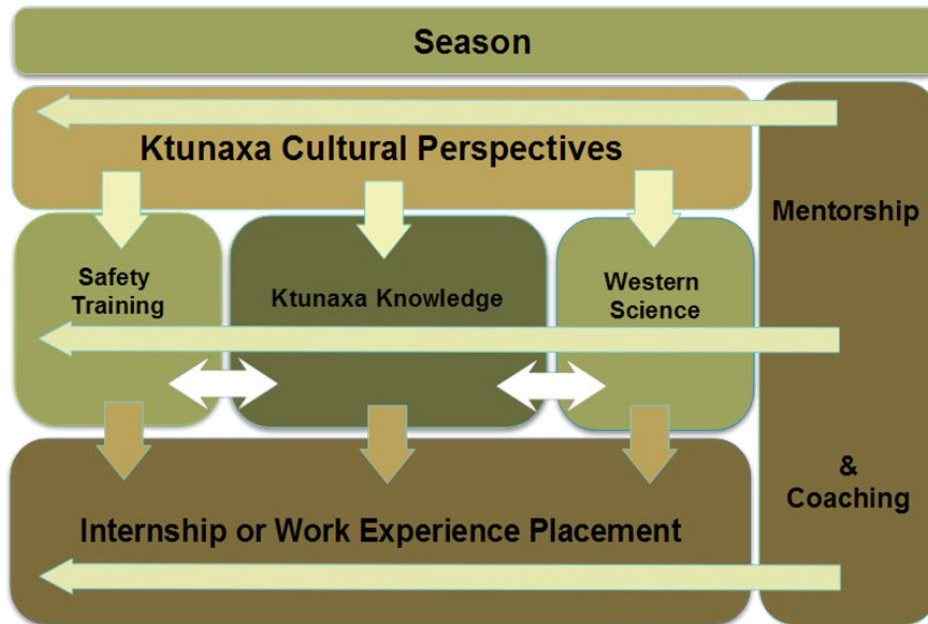 Season
Ktunaxa Cultural Perspectives
Mentorship
Safety
Training
Ktunaxa Knowledge
Western
Science
&
Coaching
Internship or Work Experience Placement